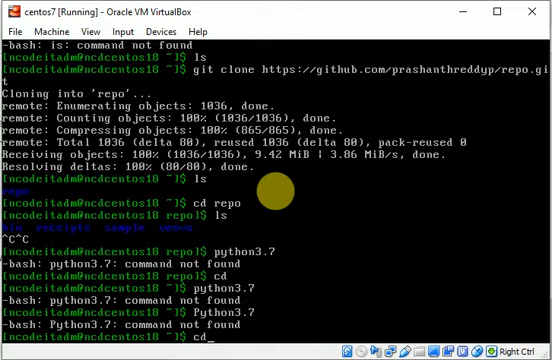 centos7 [Running] - Oracle VM VirtualBox
File Machine View Input Devices Help
-bash: is: command not found
[ncodeitadm@ncdcentos18 ~]$ ls
[ncodeitadm@ncdcentos18 ~]$ git clone https://github.com/prashanthreddyp/repo.gi
t
Cloning into 'repo'...
remote: Enumerating objects: 1036, done.
remote: Counting objects: 100% (1036/1036), done.
remote: Compressing objects: 100% (865/865), done.
remote: Total 1036 (delta 80), reused 1036 (delta 80), pack-reused 0
Receiving objects: 100% (1036/1036), 9.42 MiB | 3.86 MiB/s, done.
Resolving deltas: 100% (80/80), done.
[ncodeitadm@ncdcentos18 ~]$ ls
repo
[ncodeitadm@ncdcentos18 ~]$ cd repo
[ncodeitadm@ncdcentos18 repo]$ ls
bin receipts sample venvs
^C^C
[ncodeitadm@ncdcentos18 repo]$ python3.7
-bash: python3.7: command not found
[ncodeitadm@ncdcentos18 repo]$ cd
[ncodeitadm@ncdcentos18 ~]$ python3.7
-bash: python3.7: command not found
[ncodeitadm@ncdcentos18 ~]$ Python3.7
-bash: Python3.7: command not found
[ncodeitadm@ncdcentos18 ~]$ cd_
Right Ctrl